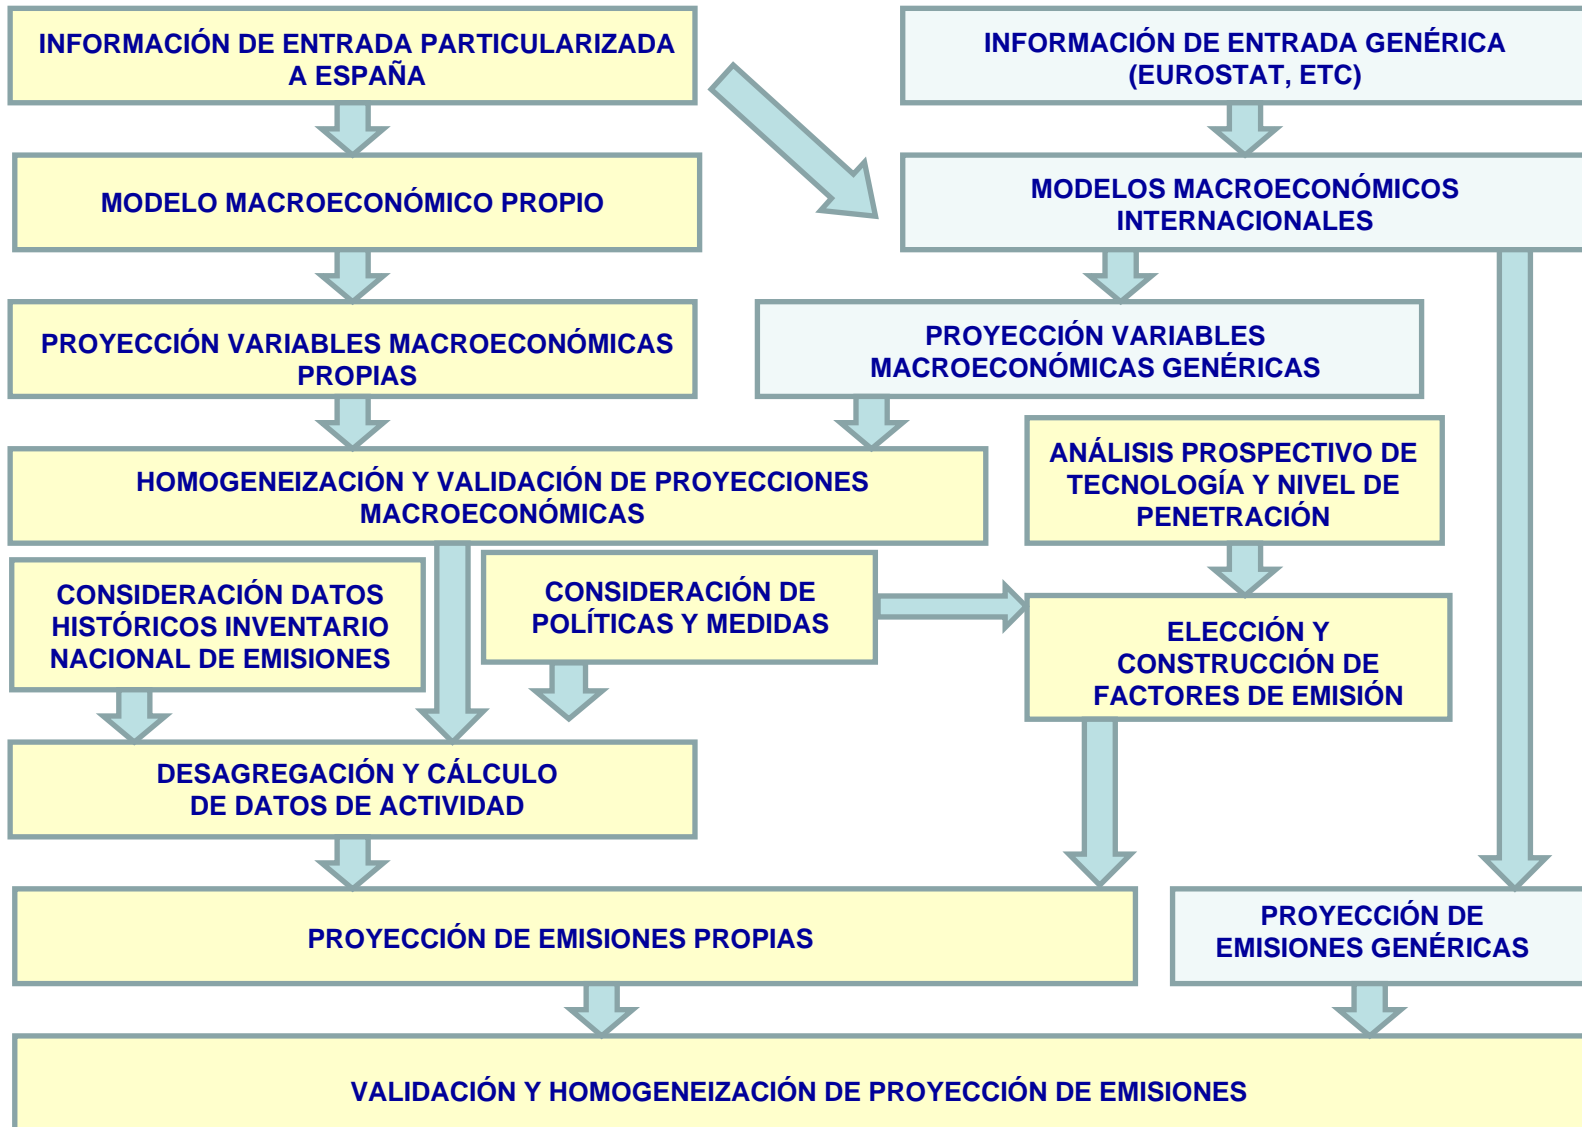 INFORMACIÓN DE ENTRADA PARTICULARIZADA
A ESPAÑA
INFORMACIÓN DE ENTRADA GENÉRICA
(EUROSTAT, ETC)
MODELO MACROECONÓMICO PROPIO
MODELOS MACROECONÓMICOS
INTERNACIONALES
PROYECCIÓN VARIABLES MACROECONÓMICAS
PROPIAS
PROYECCIÓN VARIABLES
MACROECONÓMICAS GENÉRICAS
HOMOGENEIZACIÓN Y VALIDACIÓN DE PROYECCIONES
MACROECONÓMICAS
ANÁLISIS PROSPECTIVO DE
TECNOLOGÍA Y NIVEL DE
PENETRACIÓN
CONSIDERACIÓN DATOS
HISTÓRICOS INVENTARIO
NACIONAL DE EMISIONES
CONSIDERACIÓN DE
POLÍTICAS Y MEDIDAS
ELECCIÓN Y
CONSTRUCCIÓN DE
FACTORES DE EMISIÓN
DESAGREGACIÓN Y CÁLCULO
DE DATOS DE ACTIVIDAD
PROYECCIÓN DE EMISIONES PROPIAS
PROYECCIÓN DE
EMISIONES GENÉRICAS
VALIDACIÓN Y HOMOGENEIZACIÓN DE PROYECCIÓN DE EMISIONES